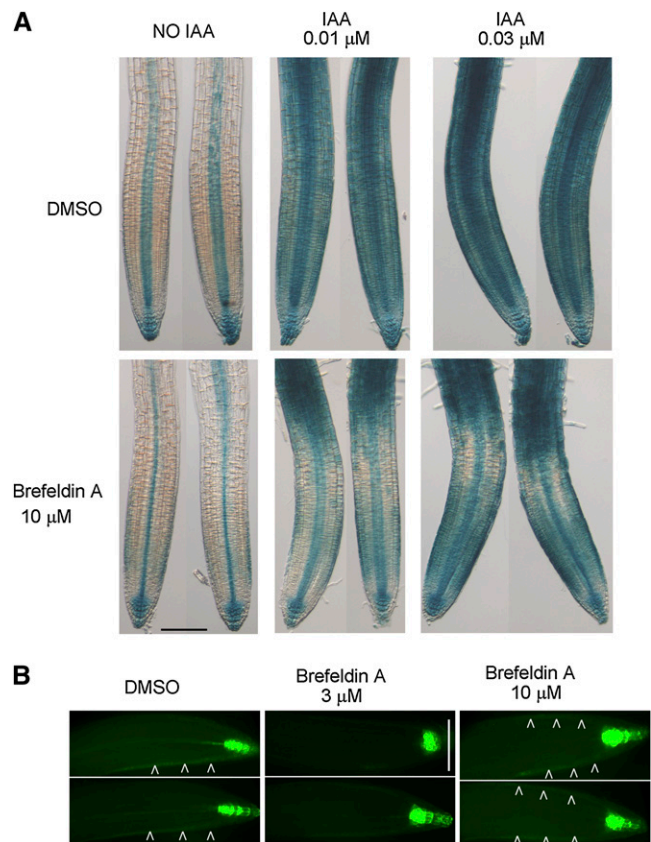 A
NO IAA
IAA
0.01 μM
IAA
0.03 μM
DMSO
Brefeldin A
10 μM
B
DMSO
Brefeldin A
3 μM
Brefeldin A
10 μM